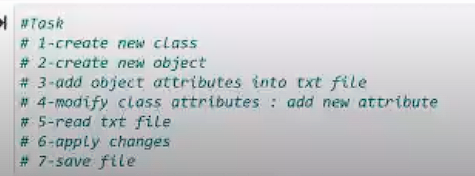 #Task
# 1-create new class
# 2-create new object
# 3-add object attributes into txt file
# 4-modify class attributes : add new attribute
# 5-read txt file
# 6-apply changes
# 7-save file